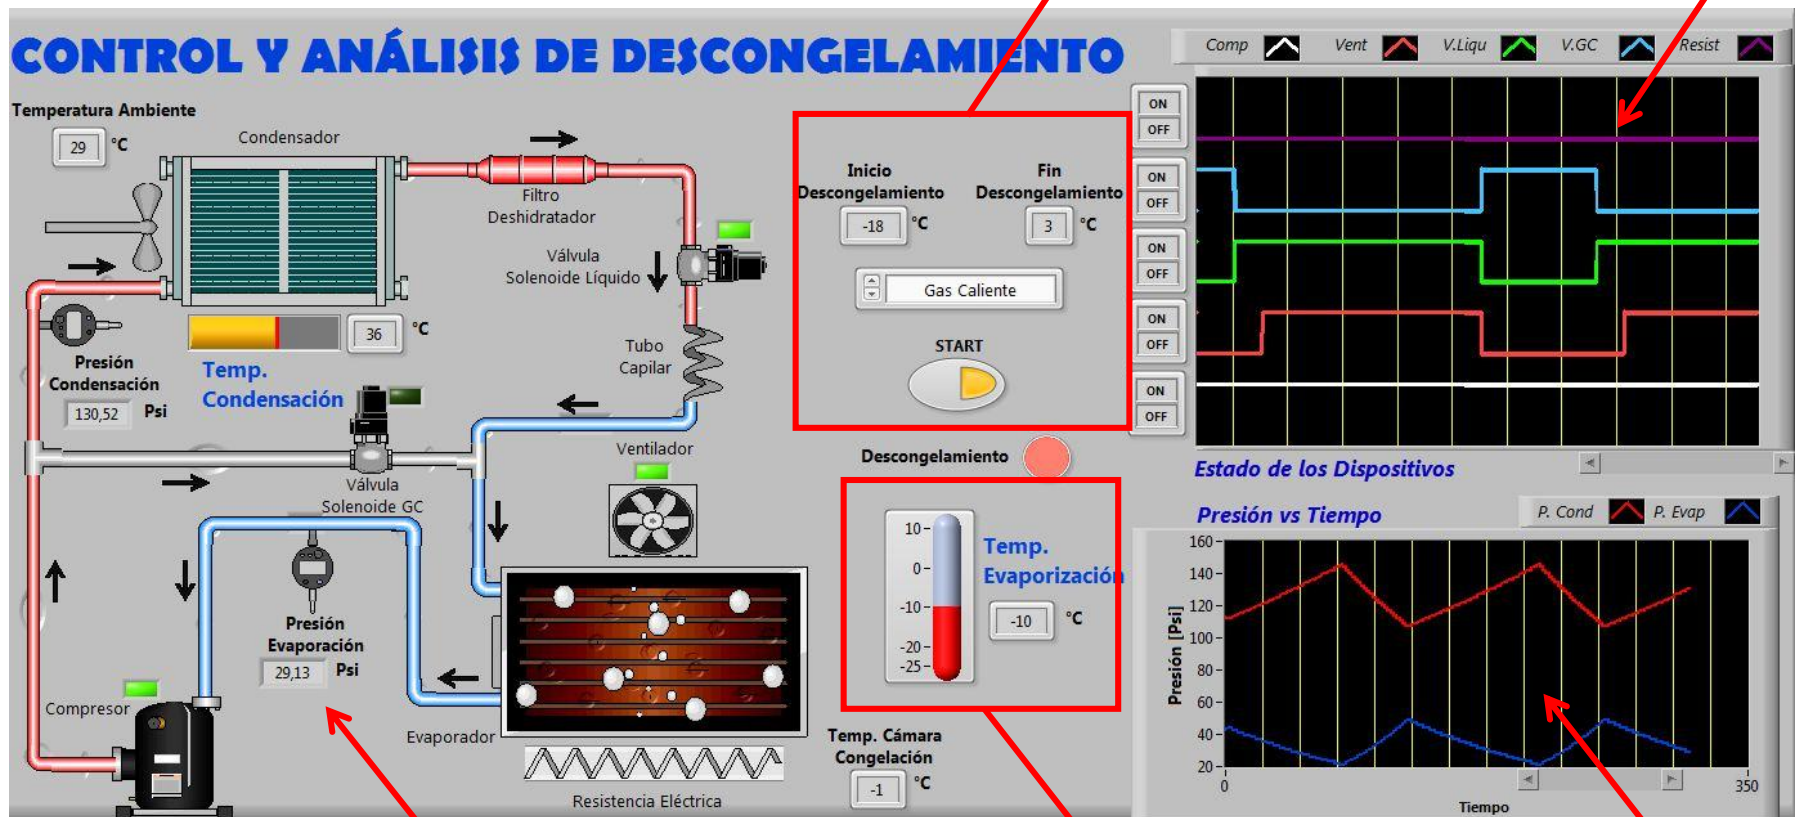 CONTROL Y ANÁLISIS DE DESCONGELAMIENTO
Temperatura Ambiente
29 °C
Condensador
Filtro
Deshidratador
Válvula
Solenoide Líquido
36 °C
Temp.
Condensación
Presión
Condensación
130,52 Psi
Tubo
Capilar
Válvula
Solenoide GC
Ventilador
Presión
Evaporación
29,13 Psi
Compresor
Evaporador
Resistencia Eléctrica
Inicio
Descongelamiento
-18 °C
Fin
Descongelamiento
3 °C
Gas Caliente
START
Descongelamiento
10
0
-10
-20
-25
Temp.
Evaporización
-10 °C
Temp. Cámara
Congelación
-1 °C
Comp Vent V.Liqu V.GC Resist
ON
OFF
ON
OFF
ON
OFF
ON
OFF
ON
OFF
Estado de los Dispositivos
Presión vs Tiempo
P. Cond P. Evap
Presión [Psi]
160
140
120
100
80
60
40
20
0 350
Tiempo